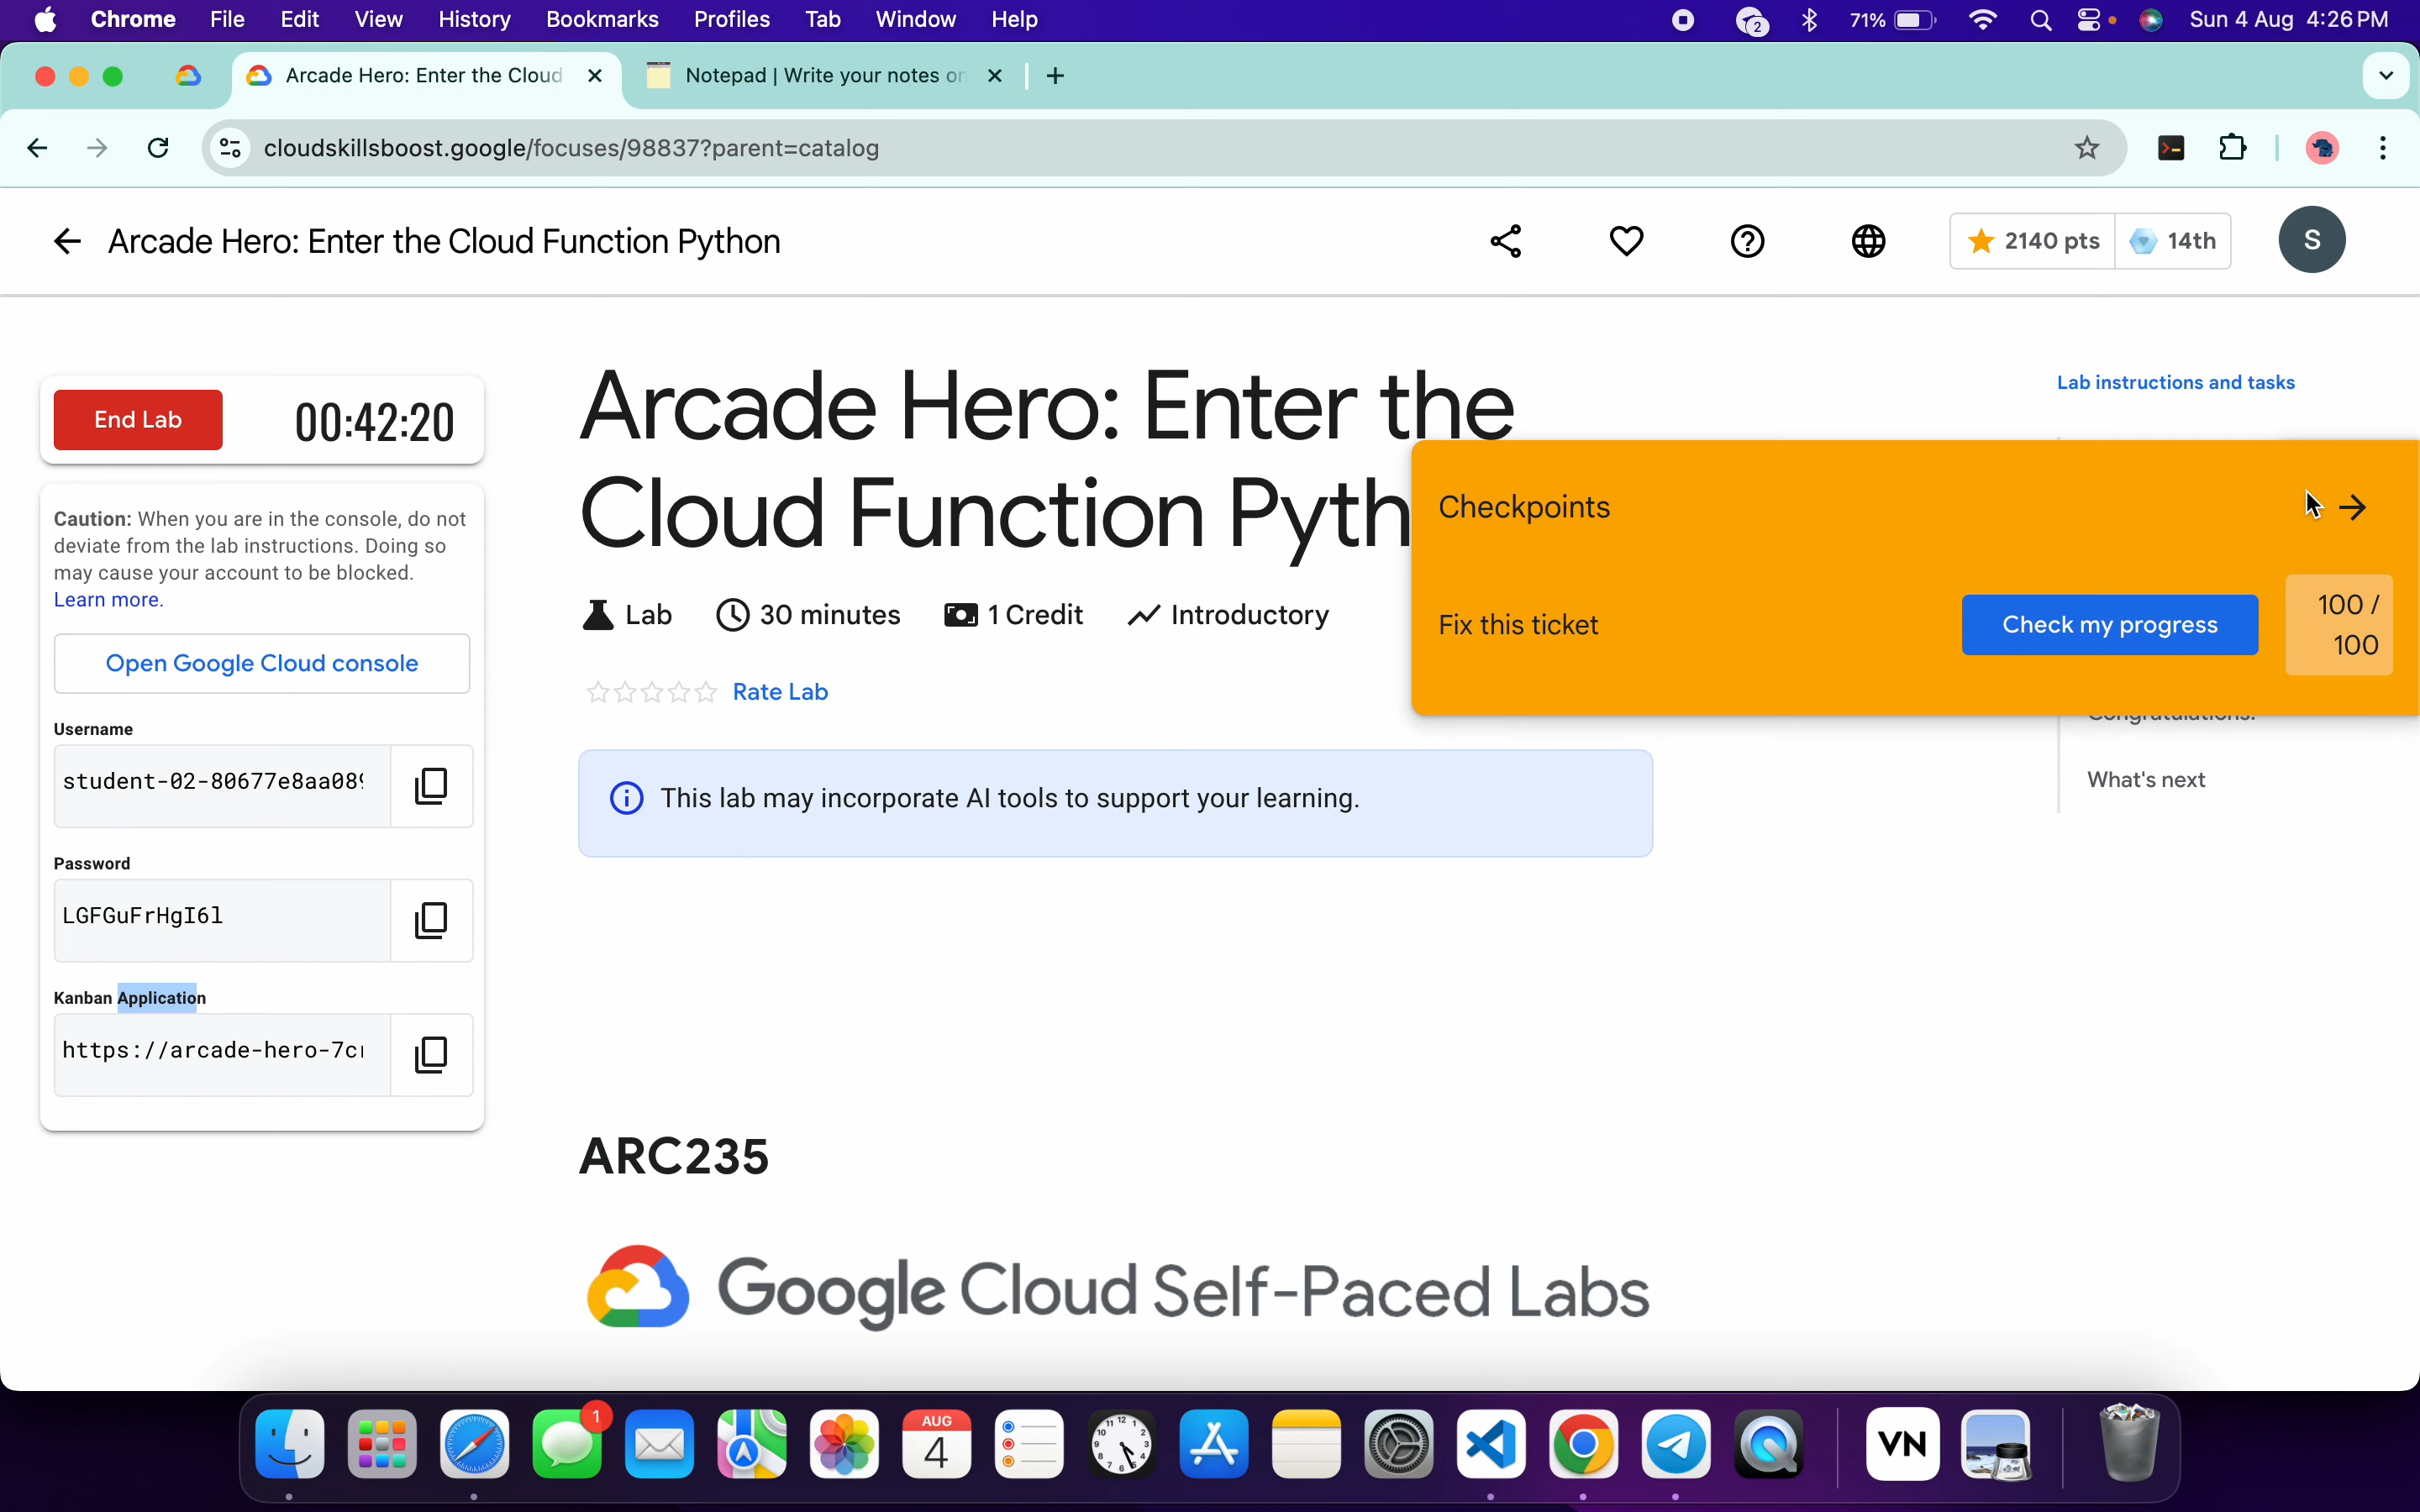 Chrome File Edit View History Bookmarks Profiles Tab Window Help 2 71% Sun 4 Aug 4:26 PM
Arcade Hero: Enter the Cloud
Notepad | Write your notes on
cloudskillsboost.google/focuses/98837?parent=catalog
Arcade Hero: Enter the Cloud Function Python
2140 pts
14th
S
End Lab
00:42:20
Caution: When you are in the console, do not
deviate from the lab instructions. Doing so
may cause your account to be blocked.
Learn more.
Open Google Cloud console
Username
student-02-80677e8aa089
Password
LGFGuFrHgI6l
Kanban Application
https://arcade-hero-7c
Arcade Hero: Enter the
Cloud Function Pyth
Lab
30 minutes
1 Credit
Introductory
Rate Lab
This lab may incorporate AI tools to support your learning.
ARC235
Google Cloud Self-Paced Labs
Lab instructions and tasks
Checkpoints
Fix this ticket
Check my progress
100 /
100
Congratulations!
What's next
1
AUG
4
VN